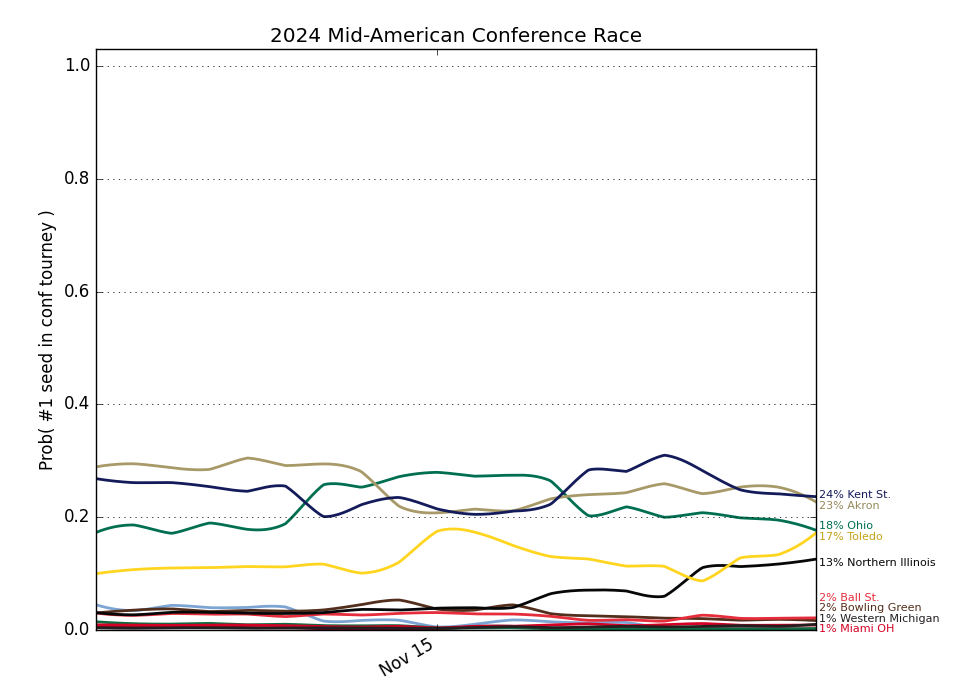 2024 Mid-American Conference Race
Prob( #1 seed in conf tourney )
1.0
0.8
0.6
0.4
0.2
0.0
Nov 15
24% Kent St.
23% Akron
18% Ohio
17% Toledo
13% Northern Illinois
2% Ball St.
2% Bowling Green
1% Western Michigan
1% Miami OH